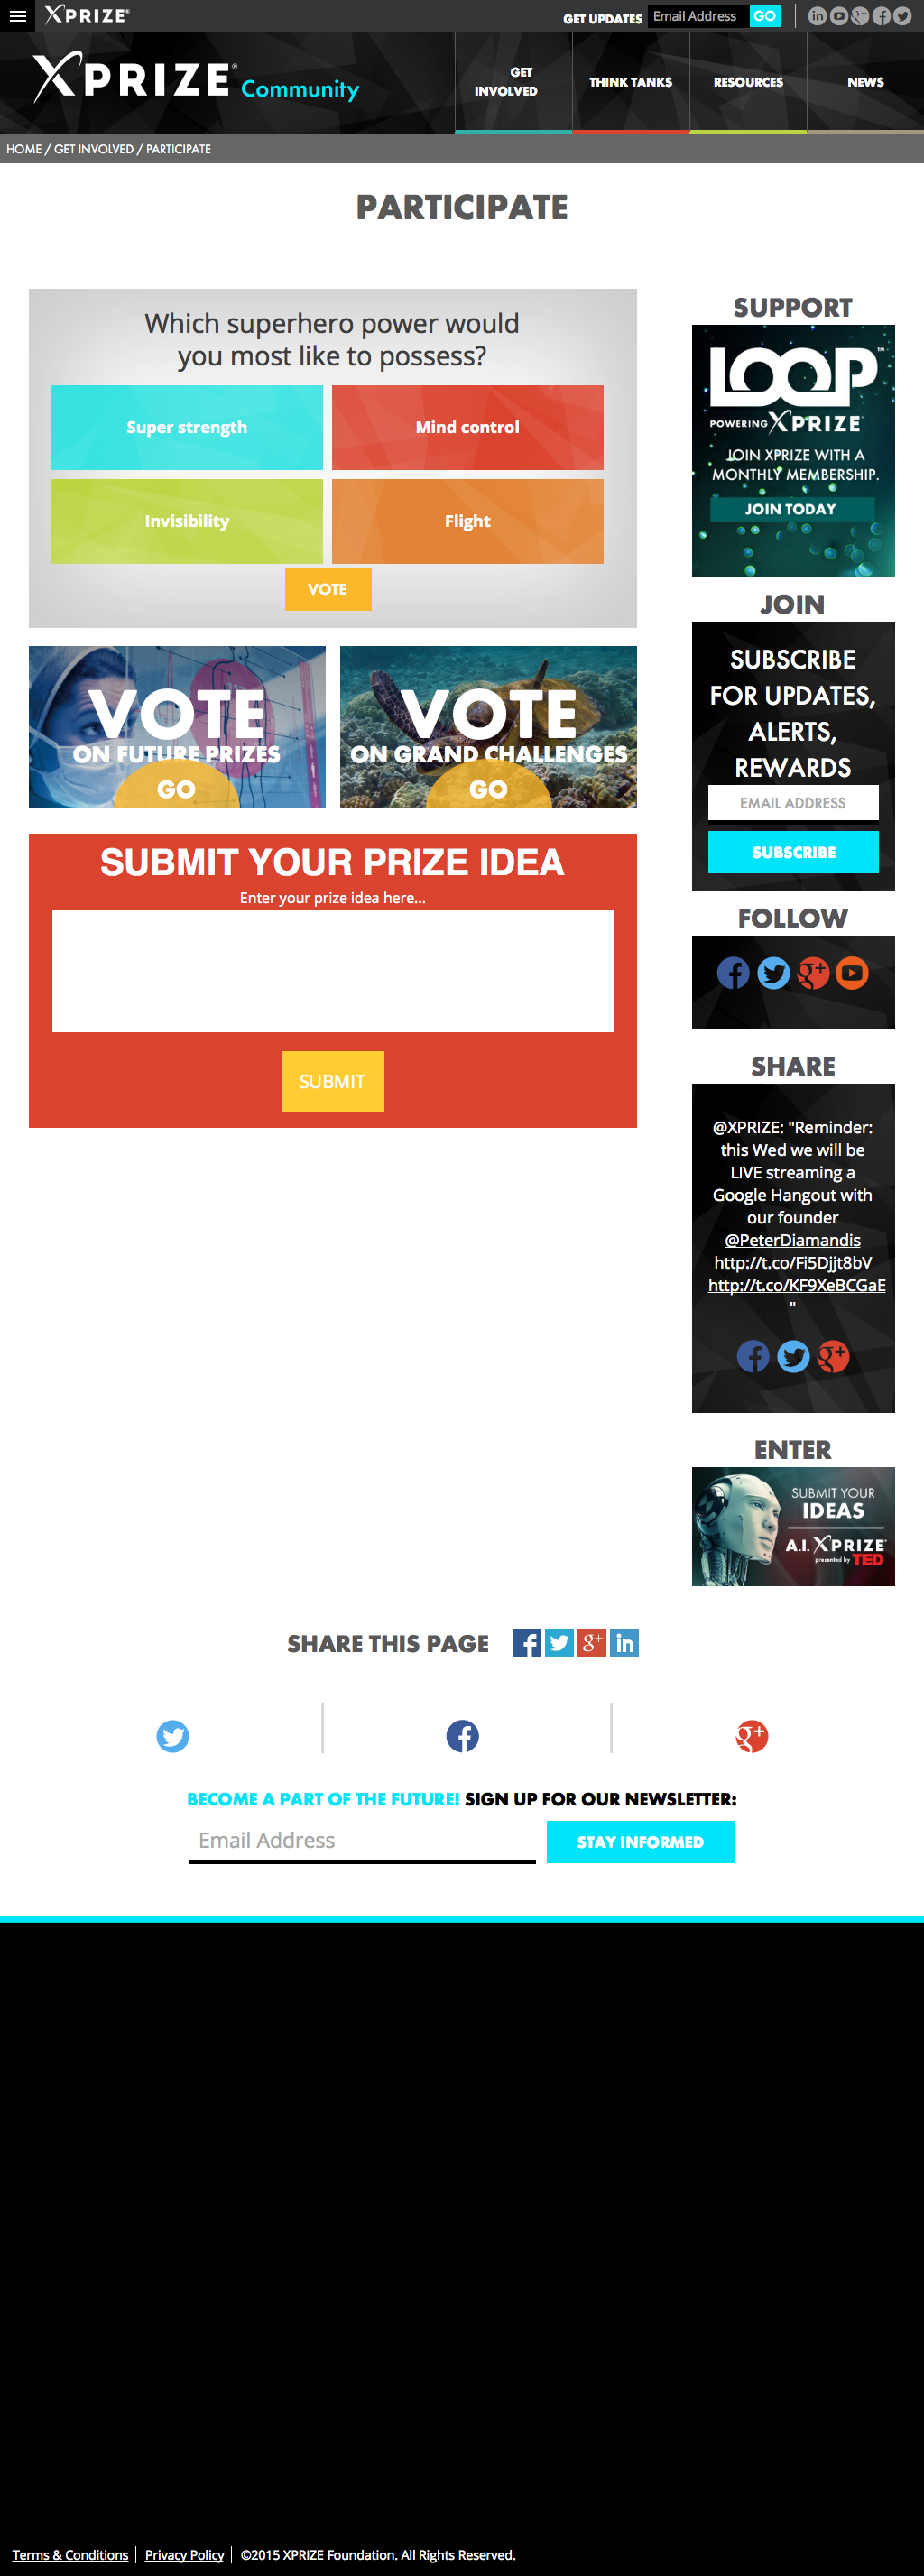 XPRIZE®
GET UPDATES
Email Address
GO
XPRIZE® Community
GET
INVOLVED
THINK TANKS
RESOURCES
NEWS
HOME / GET INVOLVED / PARTICIPATE
PARTICIPATE
Which superhero power would
you most like to possess?
Super strength
Mind control
Invisibility
Flight
VOTE
VOTE
ON FUTURE PRIZES
GO
VOTE
ON GRAND CHALLENGES
GO
SUBMIT YOUR PRIZE IDEA
Enter your prize idea here...
SUBMIT
SUPPORT
LOOP™
POWERING XPRIZE
JOIN XPRIZE WITH A
MONTHLY MEMBERSHIP.
JOIN TODAY
JOIN
SUBSCRIBE
FOR UPDATES,
ALERTS,
REWARDS
EMAIL ADDRESS
SUBSCRIBE
FOLLOW
SHARE
@XPRIZE: "Reminder:
this Wed we will be
LIVE streaming a
Google Hangout with
our founder
@PeterDiamandis
http://t.co/Fi5Djjt8bV
http://t.co/KF9XeBCGaE
"
ENTER
SUBMIT YOUR
IDEAS
A.I. XPRIZE®
presented by TED
SHARE THIS PAGE
BECOME A PART OF THE FUTURE! SIGN UP FOR OUR NEWSLETTER:
Email Address
STAY INFORMED
Terms & Conditions
Privacy Policy
©2015 XPRIZE Foundation. All Rights Reserved.